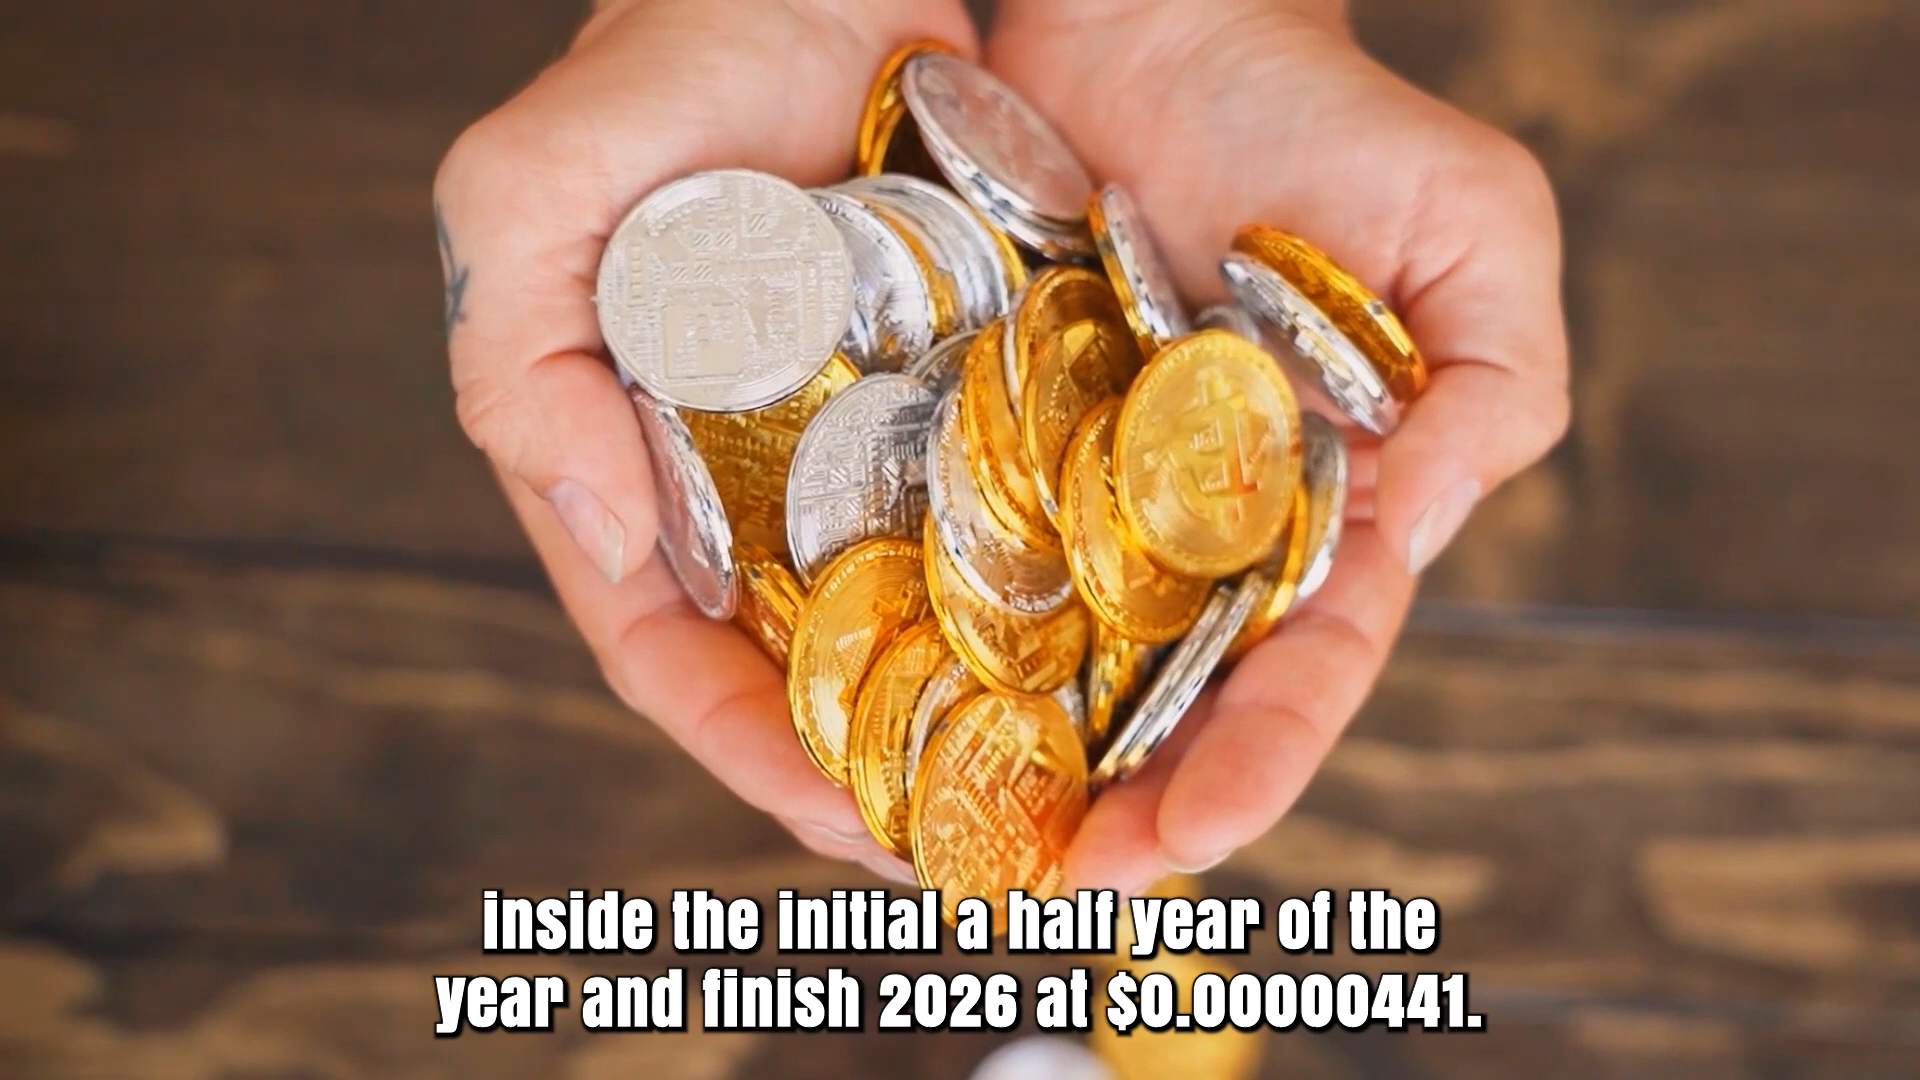 inside the initial a half year of the
year and finish 2026 at $0.00000441.